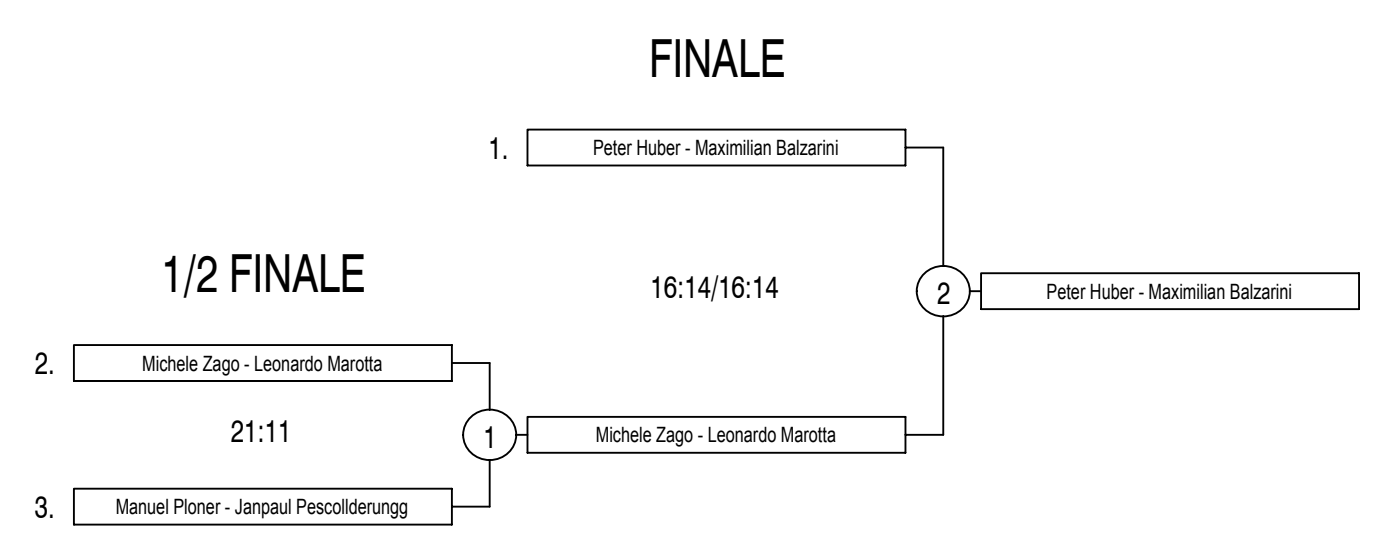 FINALE
1. Peter Huber - Maximilian Balzarini
1/2 FINALE
16:14/16:14
2 Peter Huber - Maximilian Balzarini
2. Michele Zago - Leonardo Marotta
21:11
1 Michele Zago - Leonardo Marotta
3. Manuel Ploner - Janpaul Pescollderungg